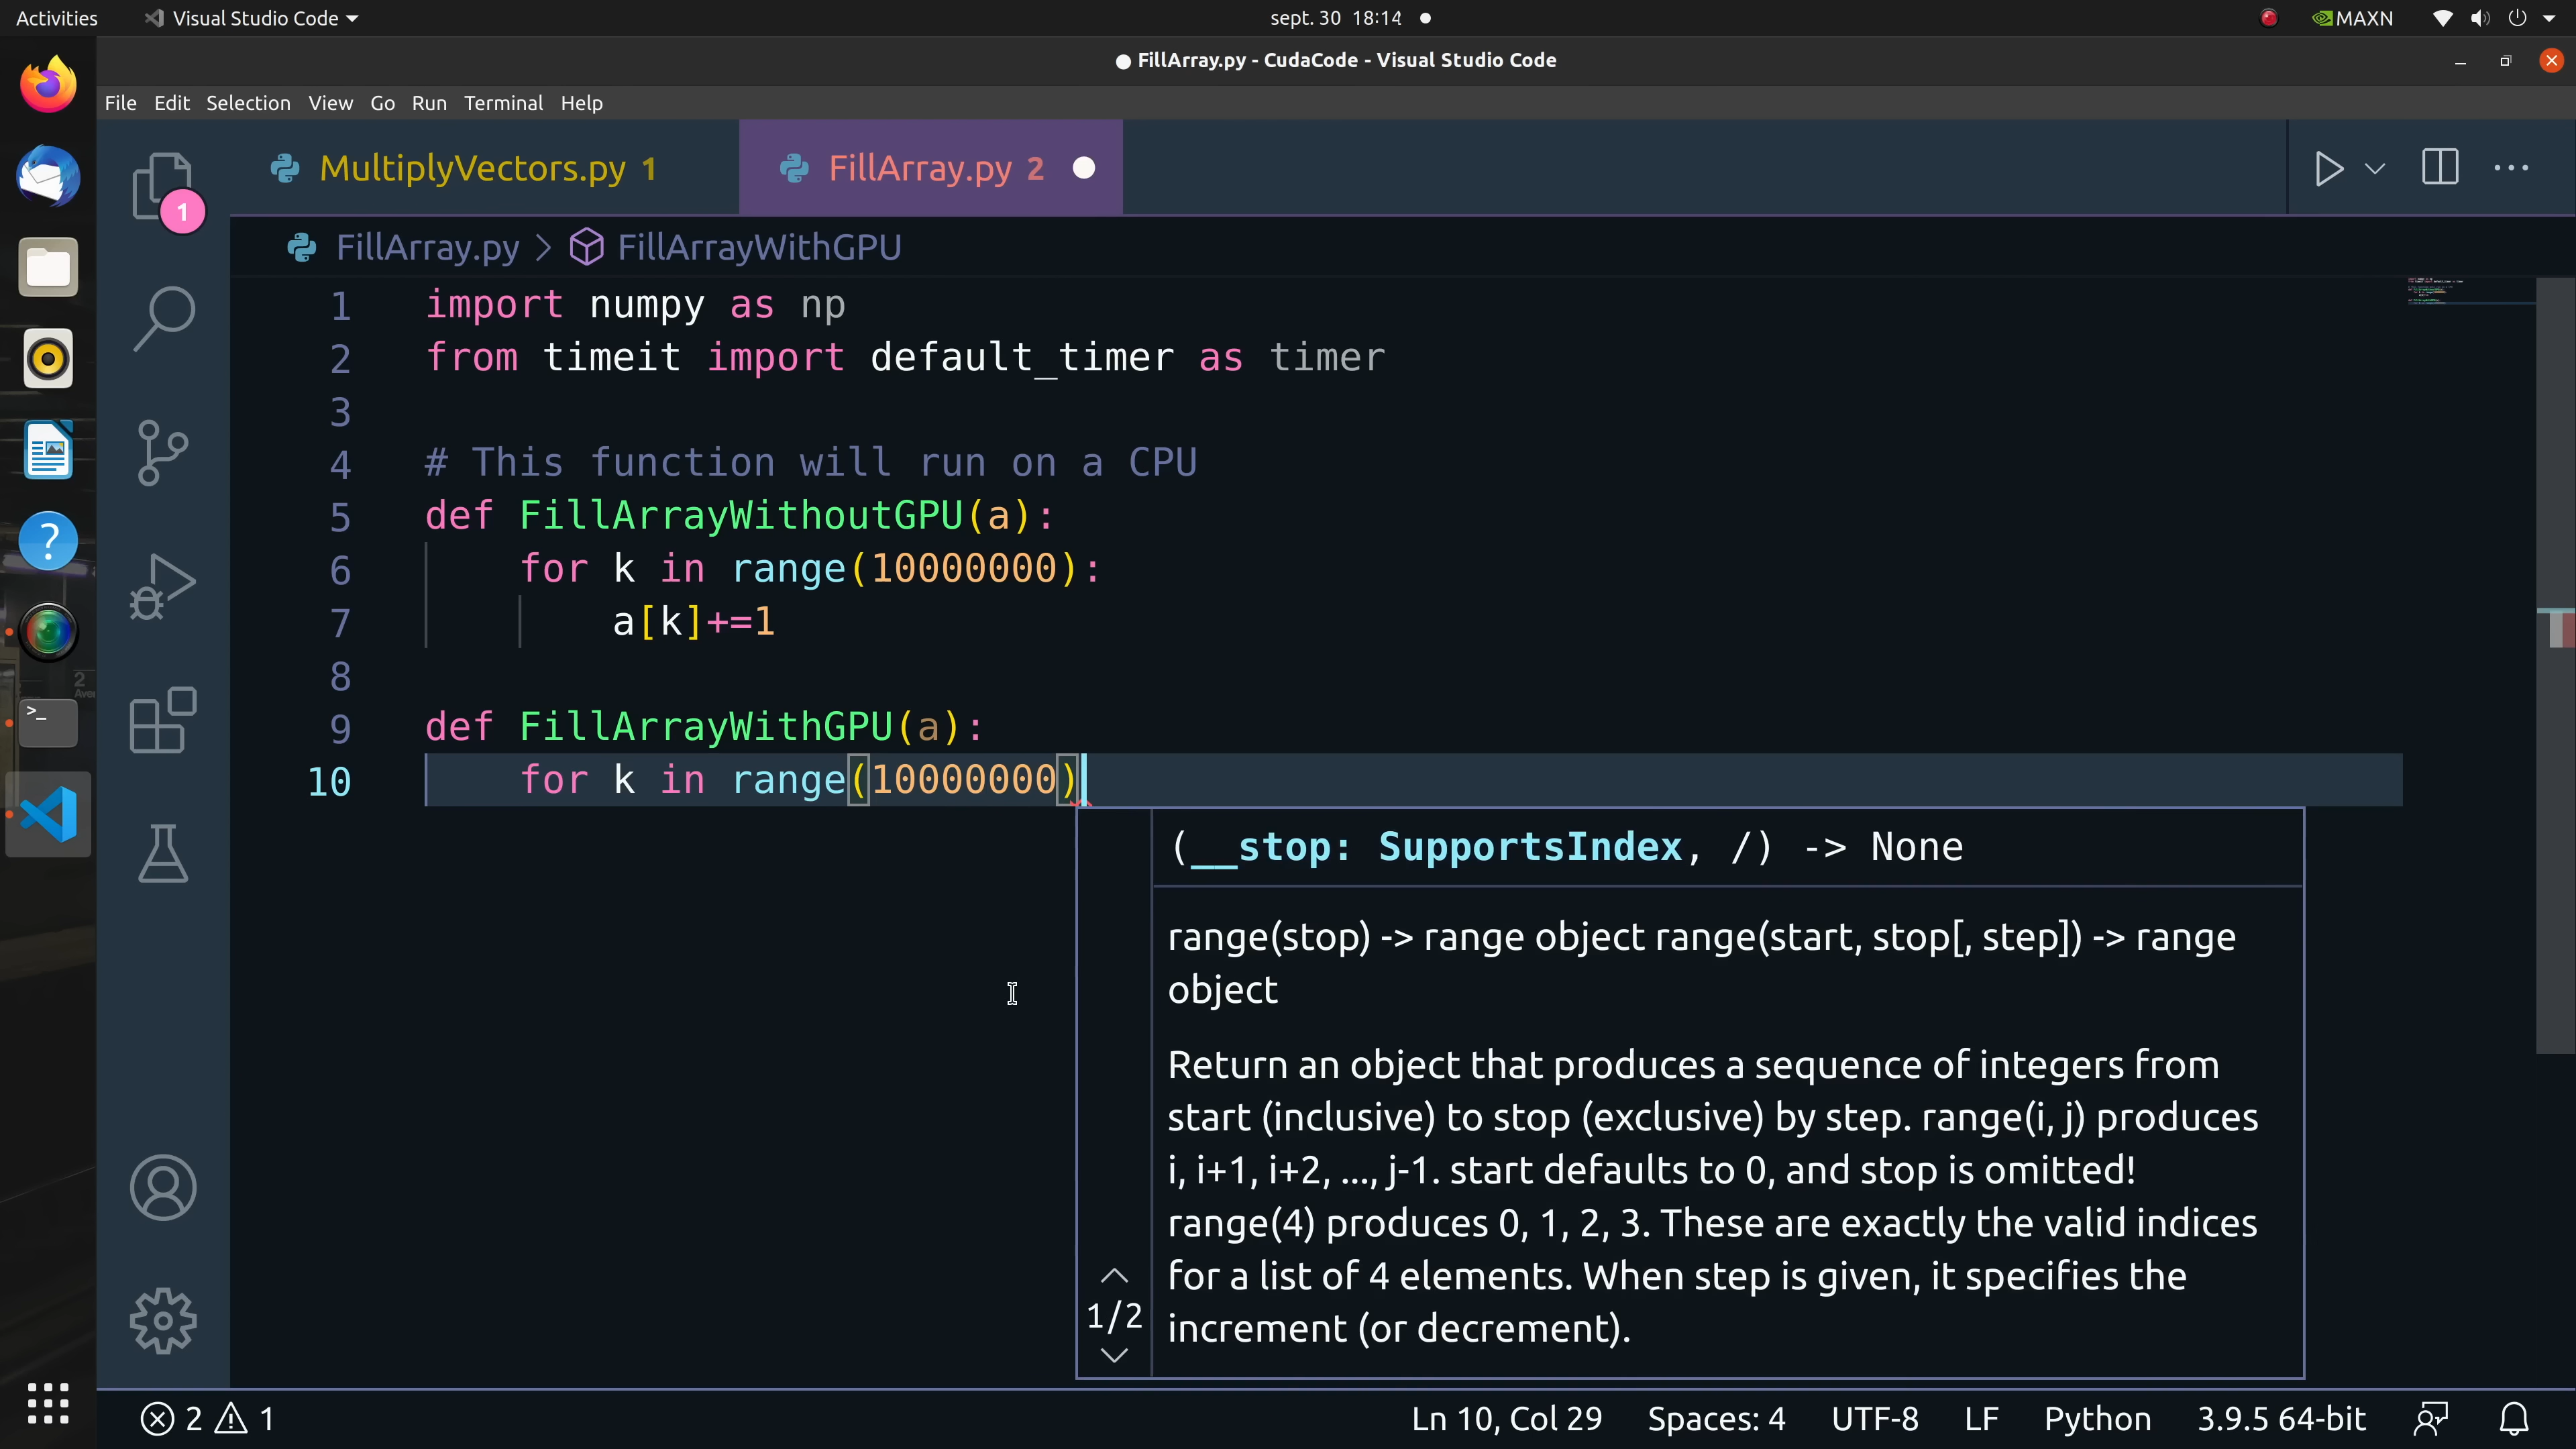 Activities Visual Studio Code sept. 30 18:14 MAXN
FillArray.py - CudaCode - Visual Studio Code
File Edit Selection View Go Run Terminal Help
MultiplyVectors.py 1 FillArray.py 2
1
FillArray.py > FillArrayWithGPU
1 import numpy as np
2 from timeit import default_timer as timer
3
4 # This function will run on a CPU
5 def FillArrayWithoutGPU(a):
6 for k in range(10000000):
7 a[k]+=1
8
9 def FillArrayWithGPU(a):
10 for k in range(10000000)
(__stop: SupportsIndex, /) -> None
range(stop) -> range object range(start, stop[, step]) -> range
object
Return an object that produces a sequence of integers from
start (inclusive) to stop (exclusive) by step. range(i, j) produces
i, i+1, i+2, ..., j-1. start defaults to 0, and stop is omitted!
range(4) produces 0, 1, 2, 3. These are exactly the valid indices
for a list of 4 elements. When step is given, it specifies the
increment (or decrement).
1/2
2 1 Ln 10, Col 29 Spaces: 4 UTF-8 LF Python 3.9.5 64-bit